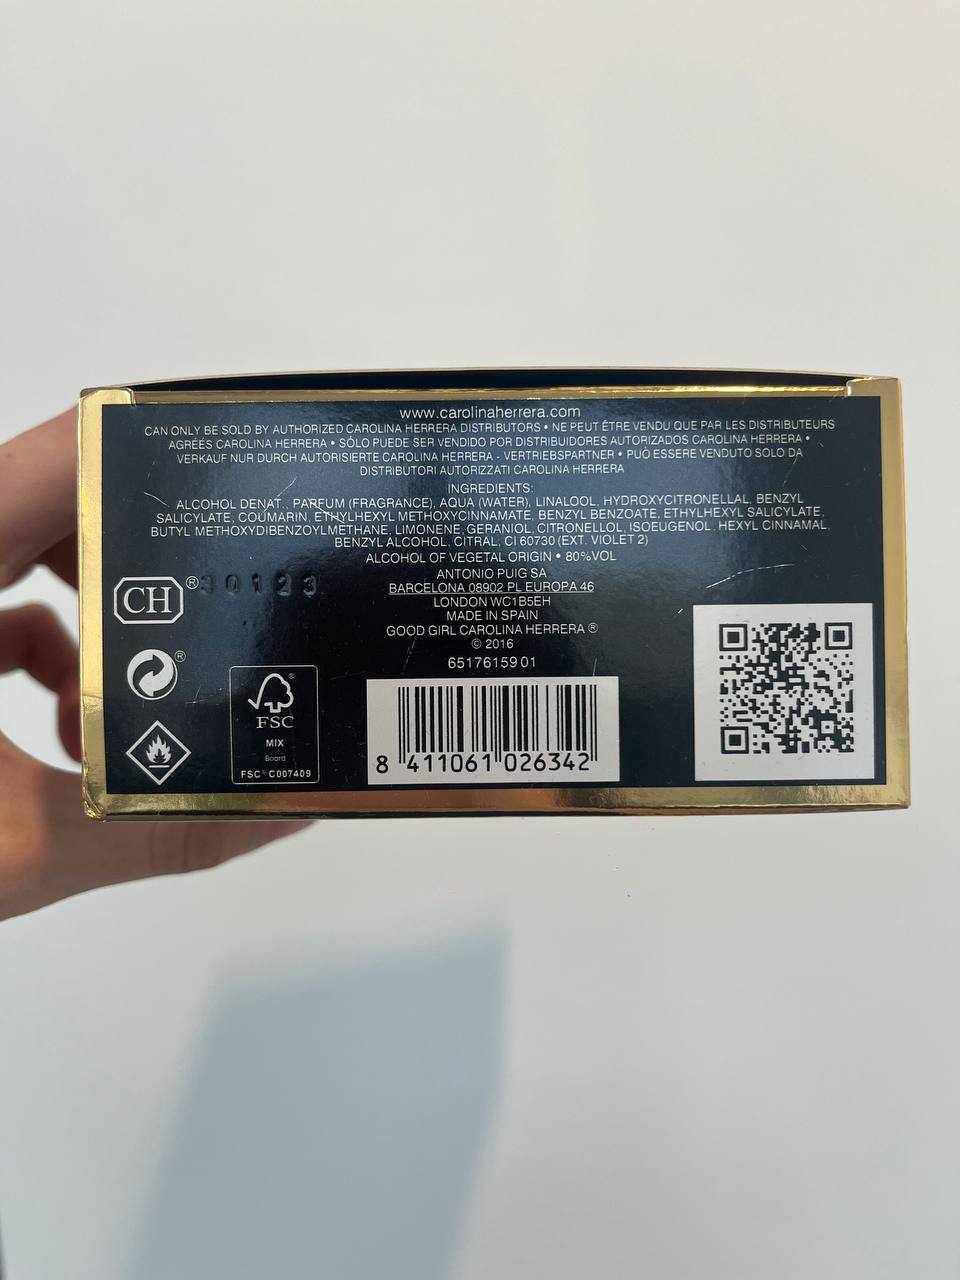 www.carolinaherrera.com
CAN ONLY BE SOLD BY AUTHORIZED CAROLINA HERRERA DISTRIBUTORS • NE PEUT ÊTRE VENDU QUE PAR LES DISTRIBUTEURS
AGRÉÉS CAROLINA HERRERA • SÓLO PUEDE SER VENDIDO POR DISTRIBUIDORES AUTORIZADOS CAROLINA HERRERA •
VERKAUF NUR DURCH AUTORISIERTE CAROLINA HERRERA - VERTRIEBSPARTNER • PUÒ ESSERE VENDUTO SOLO DA
DISTRIBUTORI AUTORIZZATI CAROLINA HERRERA
INGREDIENTS:
ALCOHOL DENAT., PARFUM (FRAGRANCE), AQUA (WATER), LINALOOL, HYDROXYCITRONELLAL, BENZYL
SALICYLATE, COUMARIN, ETHYLHEXYL METHOXYCINNAMATE, BENZYL BENZOATE, ETHYLHEXYL SALICYLATE,
BUTYL METHOXYDIBENZOYLMETHANE, LIMONENE, GERANIOL, CITRONELLOL, ISOEUGENOL, HEXYL CINNAMAL,
BENZYL ALCOHOL, CITRAL, CI 60730 (EXT. VIOLET 2)
ALCOHOL OF VEGETAL ORIGIN • 80%VOL
ANTONIO PUIG SA
BARCELONA 08902 PL EUROPA 46
LONDON WC1B5EH
MADE IN SPAIN
GOOD GIRL CAROLINA HERRERA ®
© 2016
65176159 01
CH®
30123
®
FSC®
MIX
Board
FSC® C007409
8 411061 026342